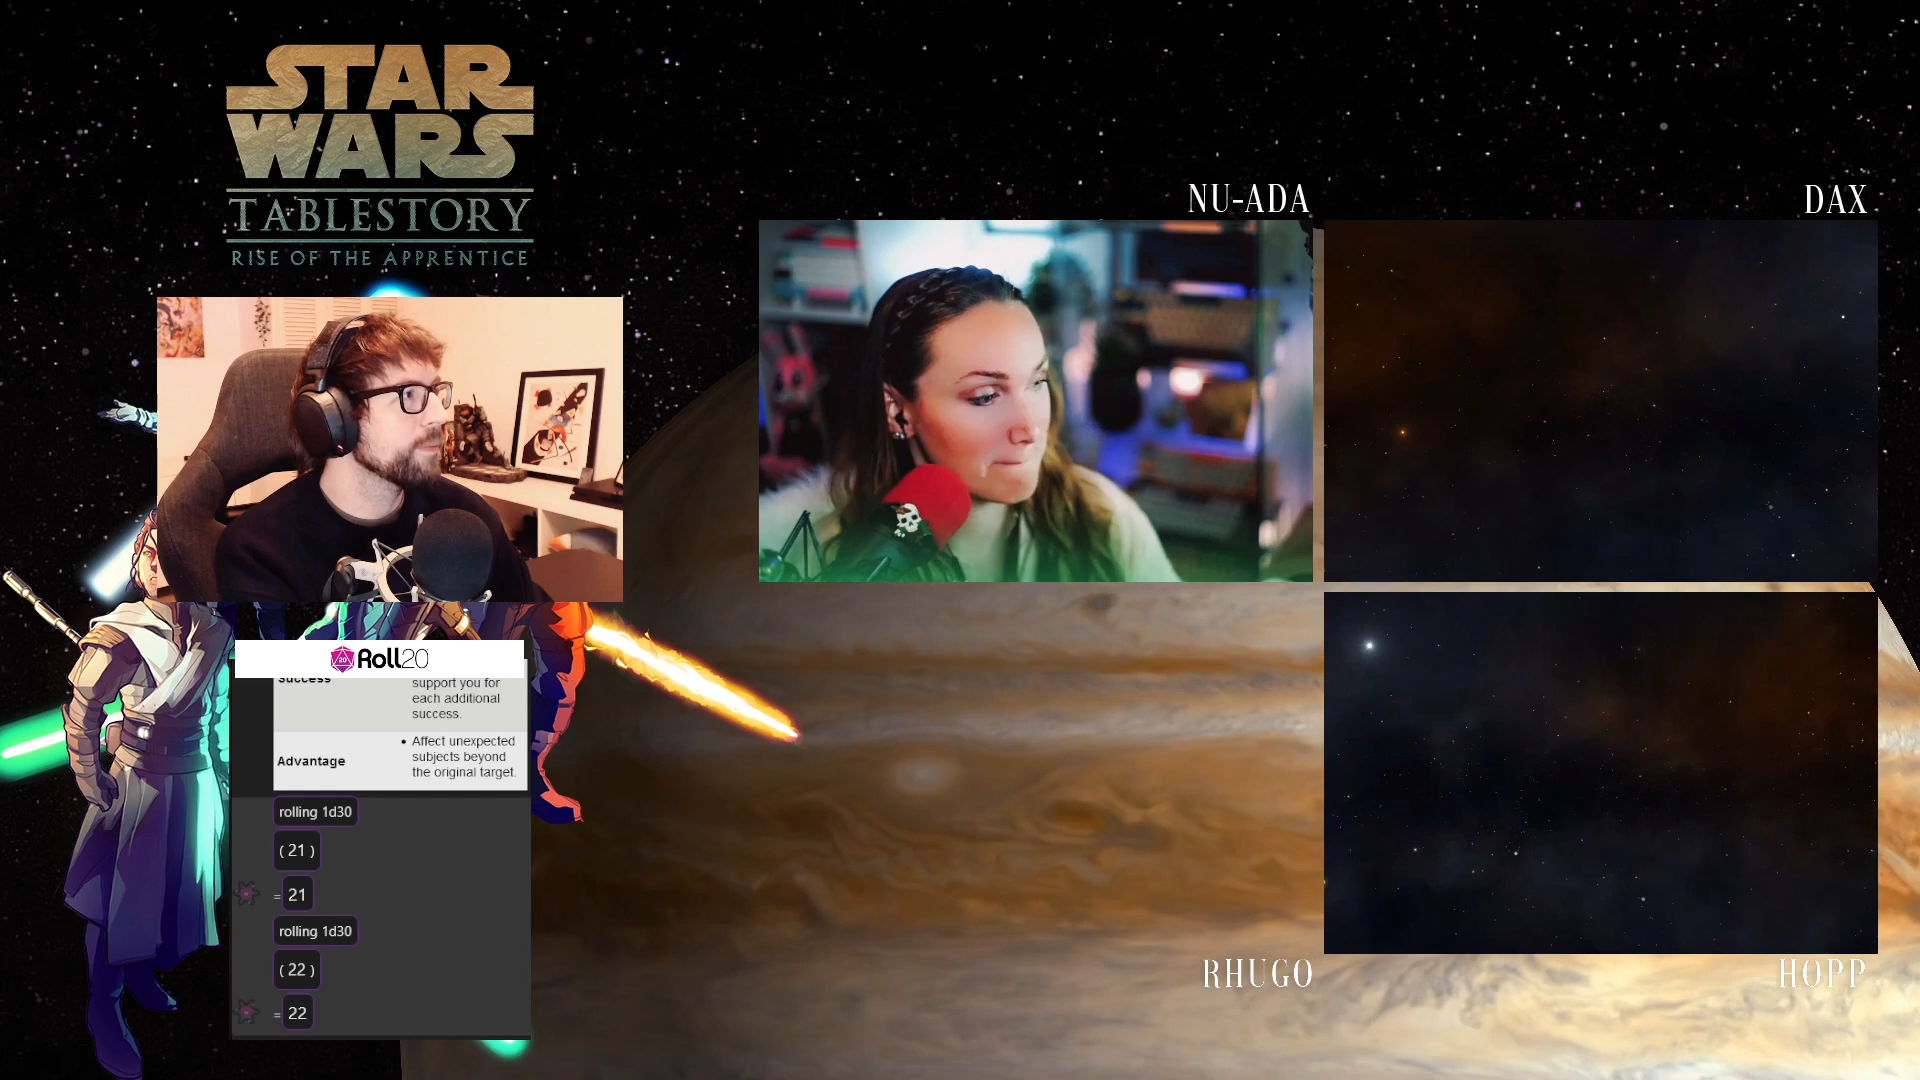 STAR
WARS
TABLESTORY
RISE OF THE APPRENTICE
NU-ADA
DAX
20 Roll20
Success
support you for
each additional
success.
Advantage
• Affect unexpected
subjects beyond
the original target.
rolling 1d30
( 21 )
= 21
rolling 1d30
( 22 )
= 22
RHUGO
HOPP